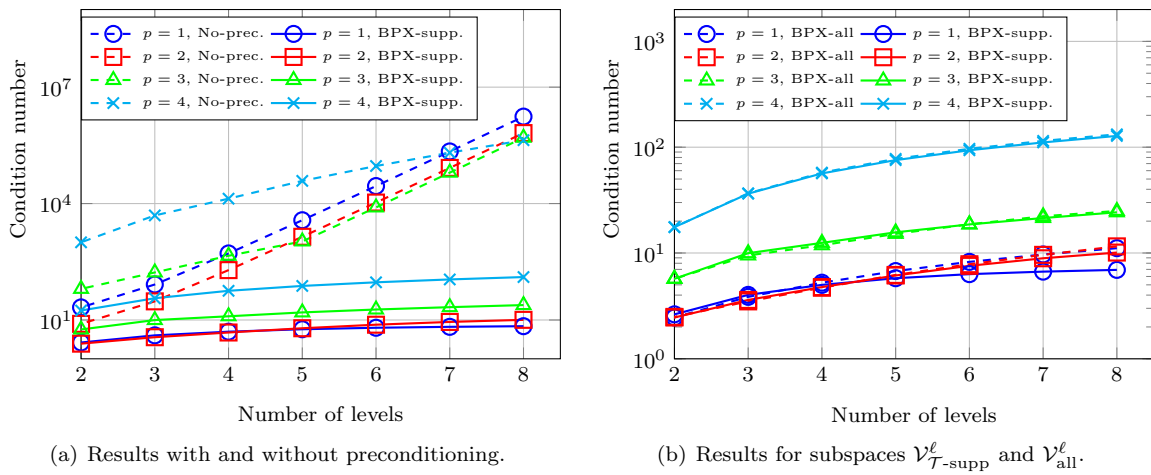 p = 1, No-prec. p = 1, BPX-supp.
p = 2, No-prec. p = 2, BPX-supp.
p = 3, No-prec. p = 3, BPX-supp.
p = 4, No-prec. p = 4, BPX-supp.
10^7
10^4
10^1
Condition number
2 3 4 5 6 7 8
Number of levels
(a) Results with and without preconditioning.
p = 1, BPX-all p = 1, BPX-supp.
p = 2, BPX-all p = 2, BPX-supp.
p = 3, BPX-all p = 3, BPX-supp.
p = 4, BPX-all p = 4, BPX-supp.
10^3
10^2
10^1
10^0
Condition number
2 3 4 5 6 7 8
Number of levels
(b) Results for subspaces 𝒱^ℓ_𝒯-supp and 𝒱^ℓ_all.